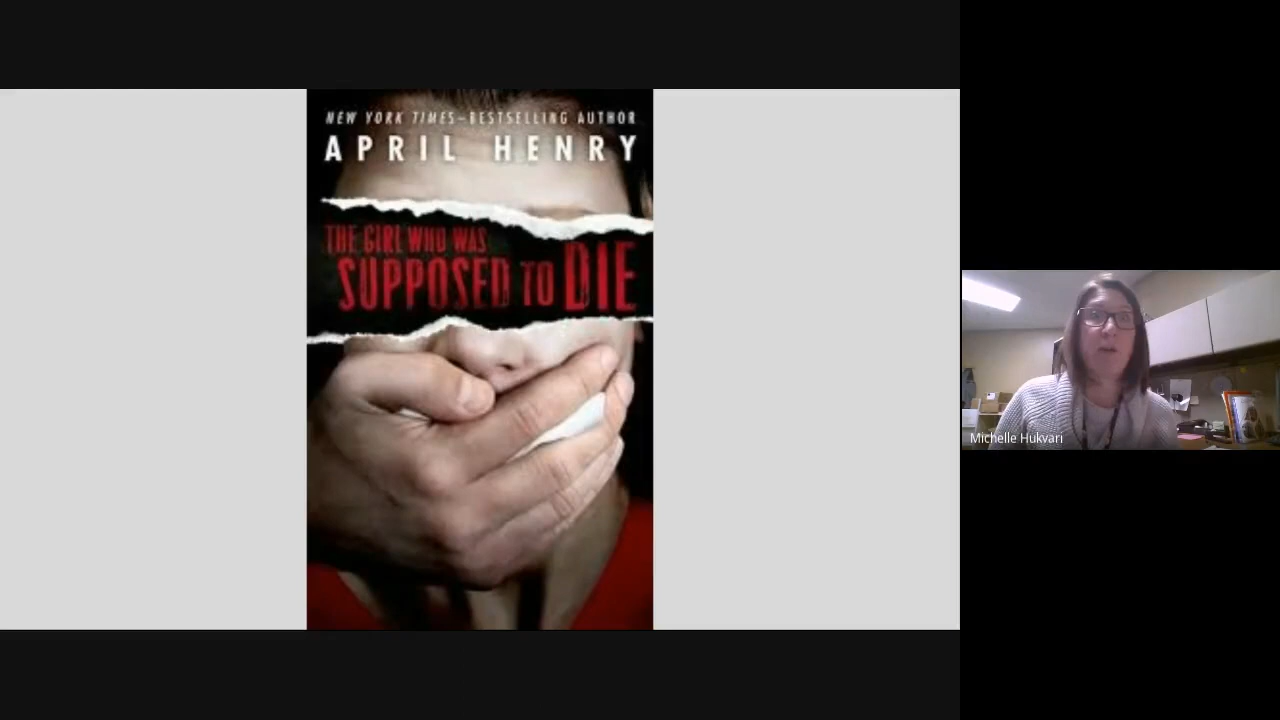 NEW YORK TIMES–BESTSELLING AUTHOR
APRIL HENRY
THE GIRL WHO WAS
SUPPOSED TO DIE
Michelle Hukvari